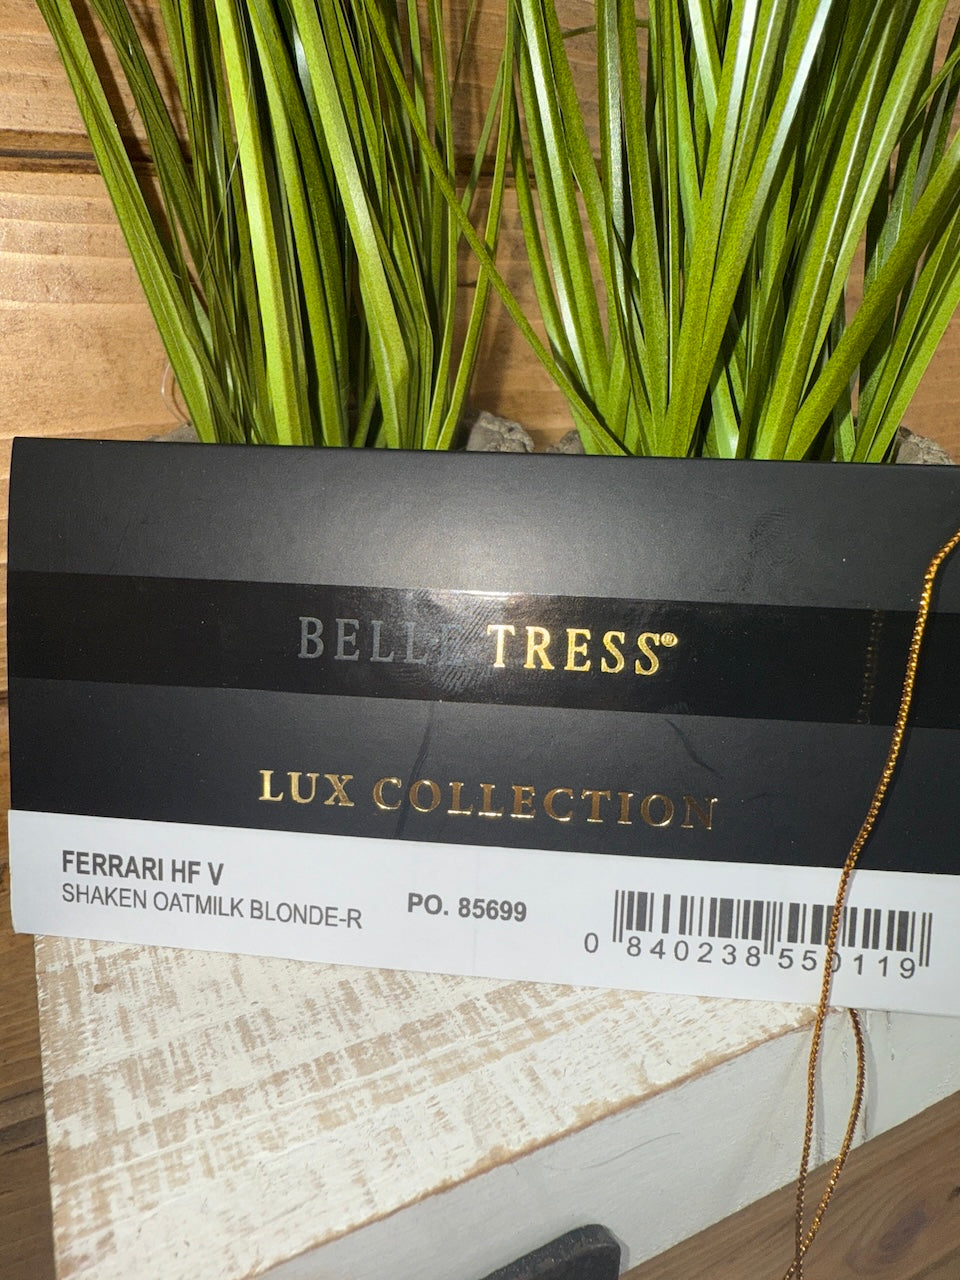 BELLE TRESS®
LUX COLLECTION
FERRARI HF V
SHAKEN OATMILK BLONDE-R
PO. 85699
0 840238 550119